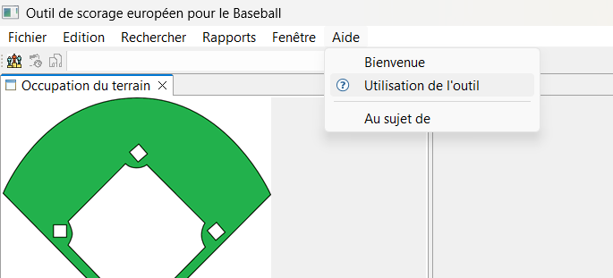 Outil de scorage européen pour le Baseball
Fichier Edition Rechercher Rapports Fenêtre Aide
Bienvenue
Occupation du terrain
Utilisation de l'outil
Au sujet de